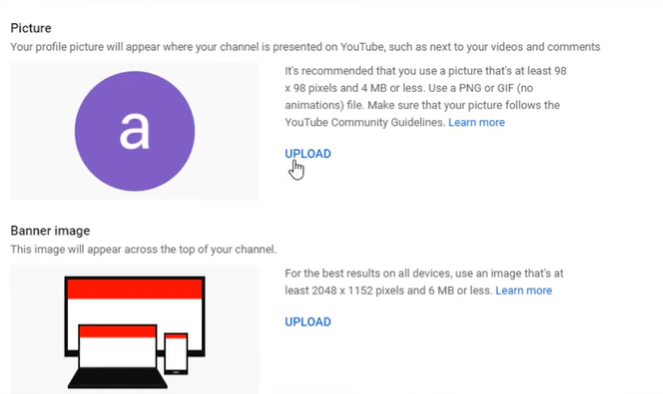 Picture
Your profile picture will appear where your channel is presented on YouTube, such as next to your videos and comments
a
It's recommended that you use a picture that's at least 98
x 98 pixels and 4 MB or less. Use a PNG or GIF (no
animations) file. Make sure that your picture follows the
YouTube Community Guidelines. Learn more
UPLOAD
Banner image
This image will appear across the top of your channel.
For the best results on all devices, use an image that's at
least 2048 x 1152 pixels and 6 MB or less. Learn more
UPLOAD